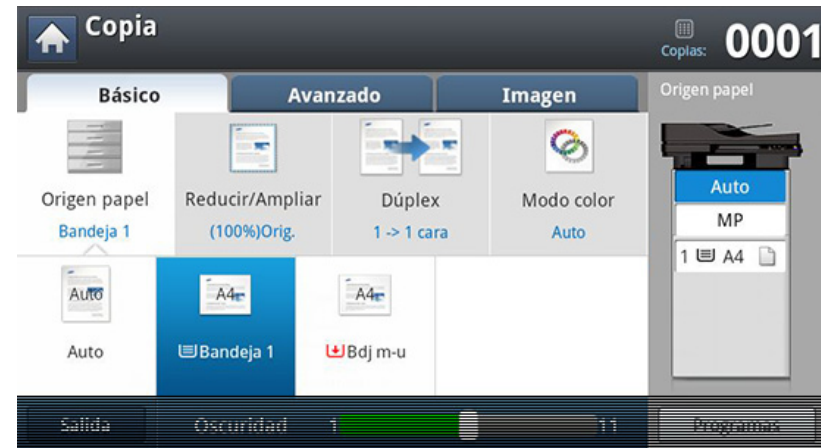 Copia
Copias: 0001
Básico Avanzado Imagen
Origen papel
Origen papel Reducir/Ampliar Dúplex Modo color
Bandeja 1 (100%)Orig. 1 -> 1 cara Auto
Auto
MP
1 A4
Auto A4 A4
Auto Bandeja 1 Bdj m-u
Salida Oscuridad 1 11 Programas